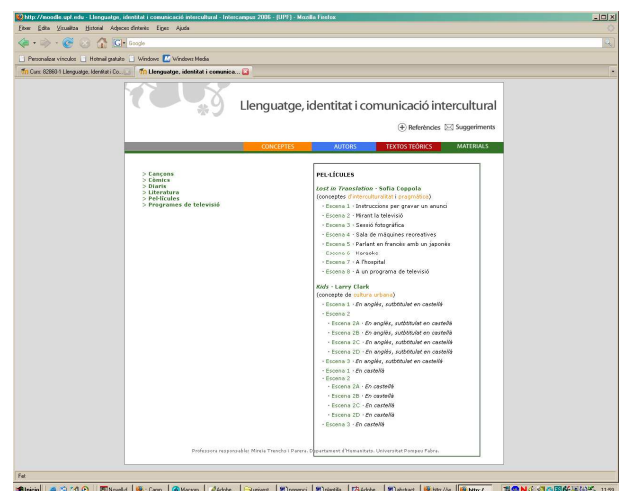 http://moodle.upf.edu - Llenguatge, identitat i comunicació intercultural - Intercampus 2006 - (UPF) - Mozilla Firefox
Fitxer Edita Visualitza Historial Adreces d'interès Eines Ajuda
Google
Personalizar vínculos Hotmail gratuito Windows Windows Media
Curs: 82860-1 Llenguatge, Identitat i Co... Llenguatge, identitat i comunica...
Llenguatge, identitat i comunicació intercultural
Referències Suggeriments
CONCEPTES AUTORS TEXTOS TEÒRICS MATERIALS
> Cançons
> Còmics
> Diaris
> Literatura
> Pel·lícules
> Programes de televisió
PEL·LÍCULES
Lost in Translation - Sofia Coppola
(conceptes d'interculturalitat i pragmàtica)
- Escena 1 - Instruccions per gravar un anunci
- Escena 2 - Mirant la televisió
- Escena 3 - Sessió fotogràfica
- Escena 4 - Sala de màquines recreatives
- Escena 5 - Parlant en francès amb un japonès
- Escena 6 - Karaoke
- Escena 7 - A l'hospital
- Escena 8 - A un programa de televisió
Kids - Larry Clark
(concepte de cultura urbana)
- Escena 1 - En anglès, subtitulat en castellà
- Escena 2
- Escena 2A - En anglès, subtitulat en castellà
- Escena 2B - En anglès, subtitulat en castellà
- Escena 2C - En anglès, subtitulat en castellà
- Escena 2D - En anglès, subtitulat en castellà
- Escena 3 - En anglès, subtitulat en castellà
- Escena 1 - En castellà
- Escena 2
- Escena 2A - En castellà
- Escena 2B - En castellà
- Escena 2C - En castellà
- Escena 2D - En castellà
- Escena 3 - En castellà
Professora responsable: Mireia Trenchs i Parera, Departament d'Humanitats. Universitat Pompeu Fabra.
Fet
Inicio Adobe plantilla Adobe abstract 11:59